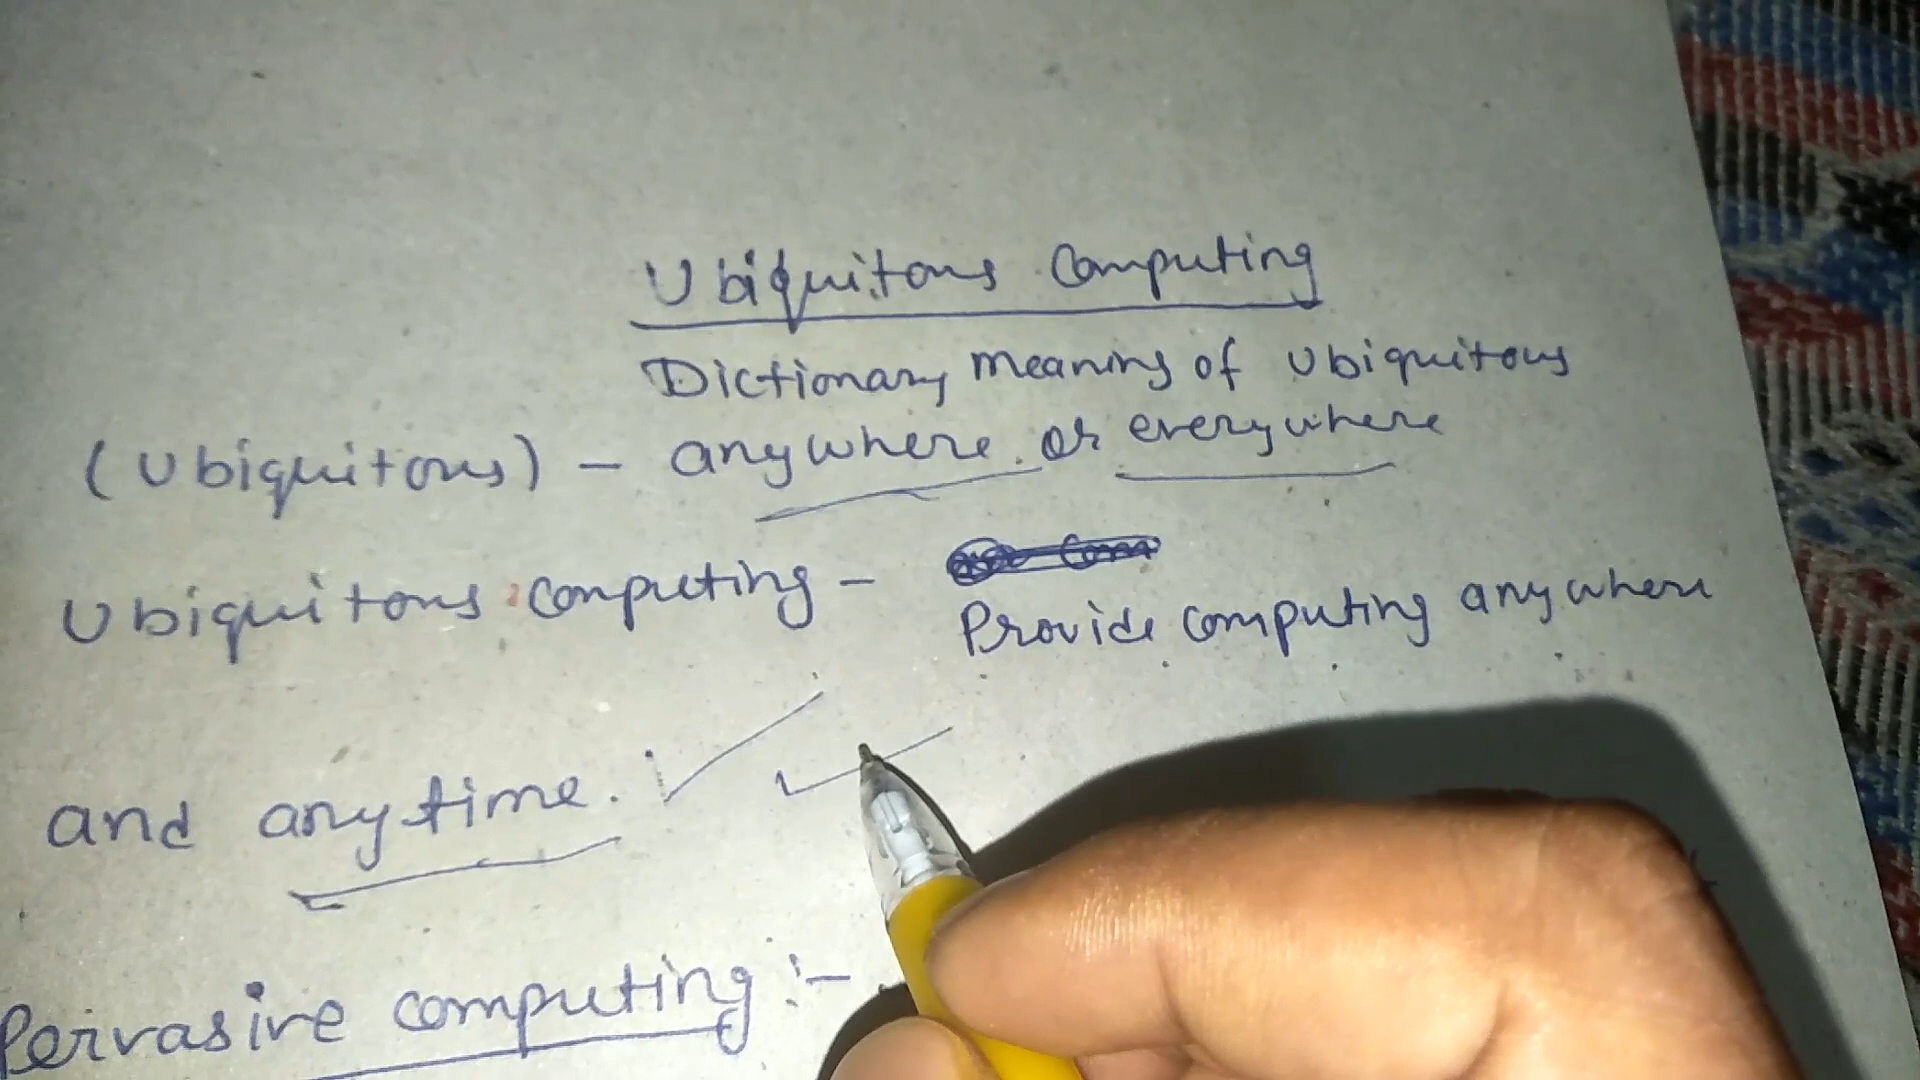 Ubiquitous Computing
Dictionary meaning of Ubiquitous
(Ubiquitous) - anywhere or everywhere
Ubiquitous computing -
Provide computing anywhere
and anytime.
Pervasive computing :-